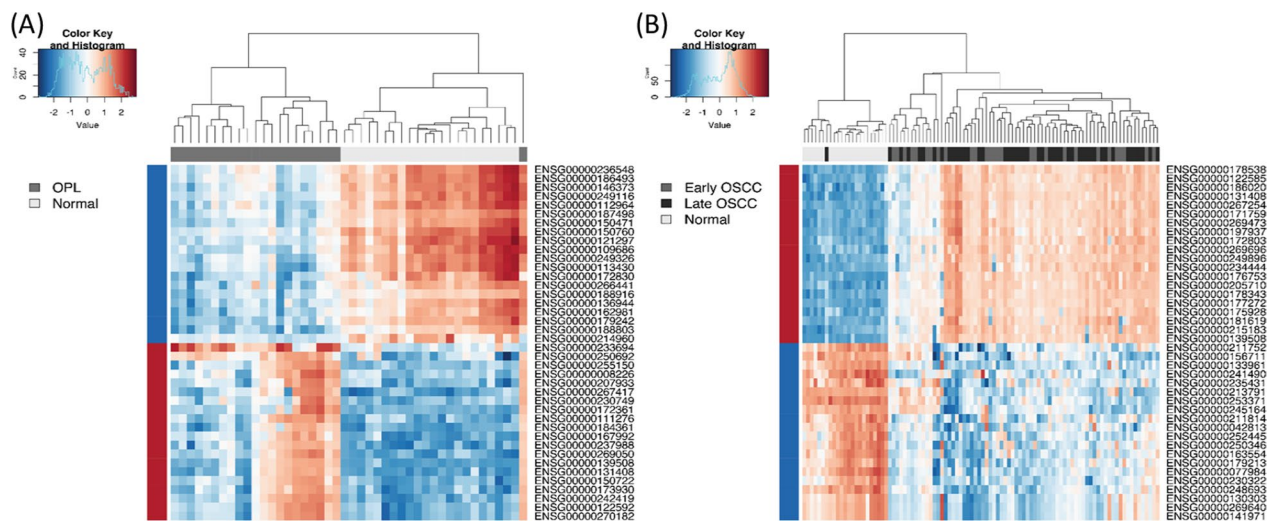 (A)
Color Key
and Histogram
Count
0 20 40
-2 -1 0 1 2
Value
OPL
Normal
ENSG00000236548
ENSG00000186493
ENSG00000146373
ENSG00000249116
ENSG00000112964
ENSG00000187498
ENSG00000150471
ENSG00000150760
ENSG00000121297
ENSG00000109686
ENSG00000249326
ENSG00000113430
ENSG00000172830
ENSG00000266441
ENSG00000188916
ENSG00000136944
ENSG00000162981
ENSG00000179242
ENSG00000188803
ENSG00000214960
ENSG00000233694
ENSG00000250692
ENSG00000255150
ENSG00000008226
ENSG00000207933
ENSG00000267417
ENSG00000230749
ENSG00000172361
ENSG00000111276
ENSG00000184361
ENSG00000167992
ENSG00000237988
ENSG00000269050
ENSG00000139508
ENSG00000131408
ENSG00000150722
ENSG00000173930
ENSG00000242419
ENSG00000122592
ENSG00000270182
(B)
Color Key
and Histogram
Count
0 50
-2 -1 0 1 2
Value
Early OSCC
Late OSCC
Normal
ENSG00000178538
ENSG00000122585
ENSG00000186020
ENSG00000131408
ENSG00000267254
ENSG00000171759
ENSG00000269473
ENSG00000197937
ENSG00000172803
ENSG00000269696
ENSG00000249896
ENSG00000234444
ENSG00000176753
ENSG00000205710
ENSG00000178343
ENSG00000177272
ENSG00000175928
ENSG00000181619
ENSG00000215183
ENSG00000139508
ENSG00000211752
ENSG00000156711
ENSG00000133961
ENSG00000241490
ENSG00000235431
ENSG00000213791
ENSG00000253371
ENSG00000245164
ENSG00000211814
ENSG00000042813
ENSG00000252445
ENSG00000250346
ENSG00000163554
ENSG00000179213
ENSG00000077984
ENSG00000230322
ENSG00000248693
ENSG00000130303
ENSG00000269640
ENSG00000141971